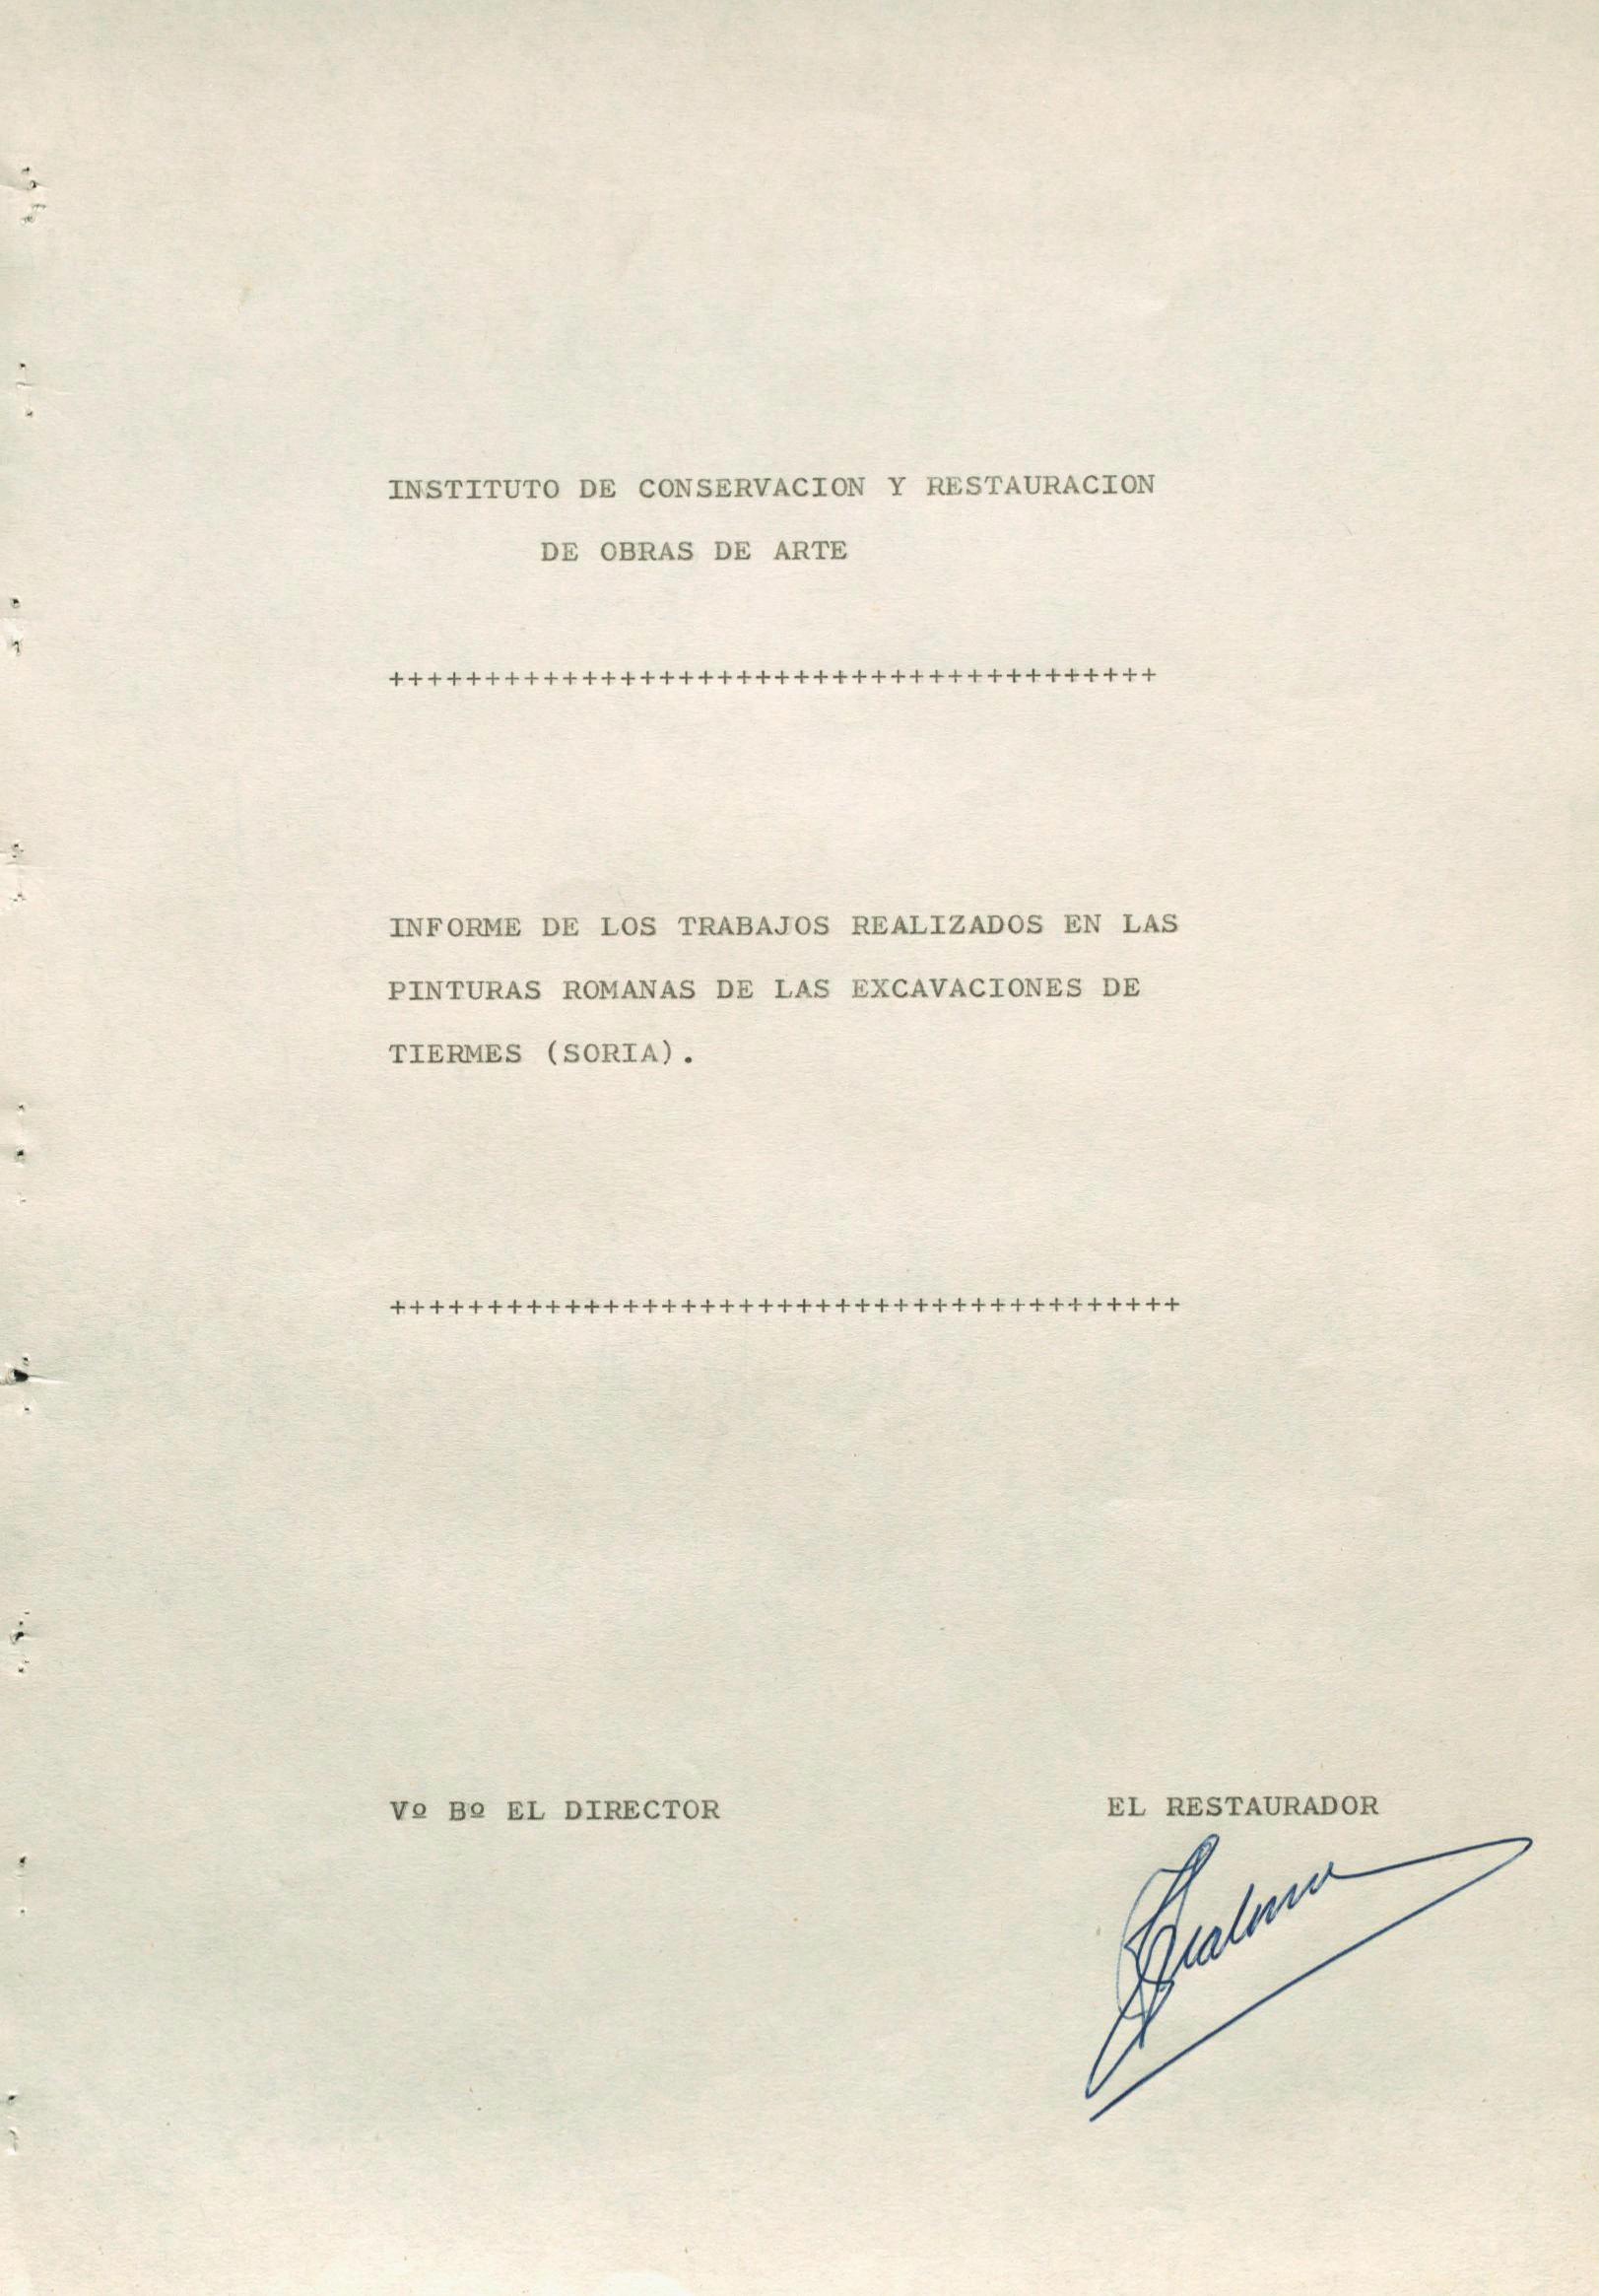 INSTITUTO DE CONSERVACION Y RESTAURACION
DE OBRAS DE ARTE
++++++++++++++++++++++++++++++++++++++++
INFORME DE LOS TRABAJOS REALIZADOS EN LAS
PINTURAS ROMANAS DE LAS EXCAVACIONES DE
TIERMES (SORIA).
+++++++++++++++++++++++++++++++++++++++++
Vº Bº EL DIRECTOR
EL RESTAURADOR